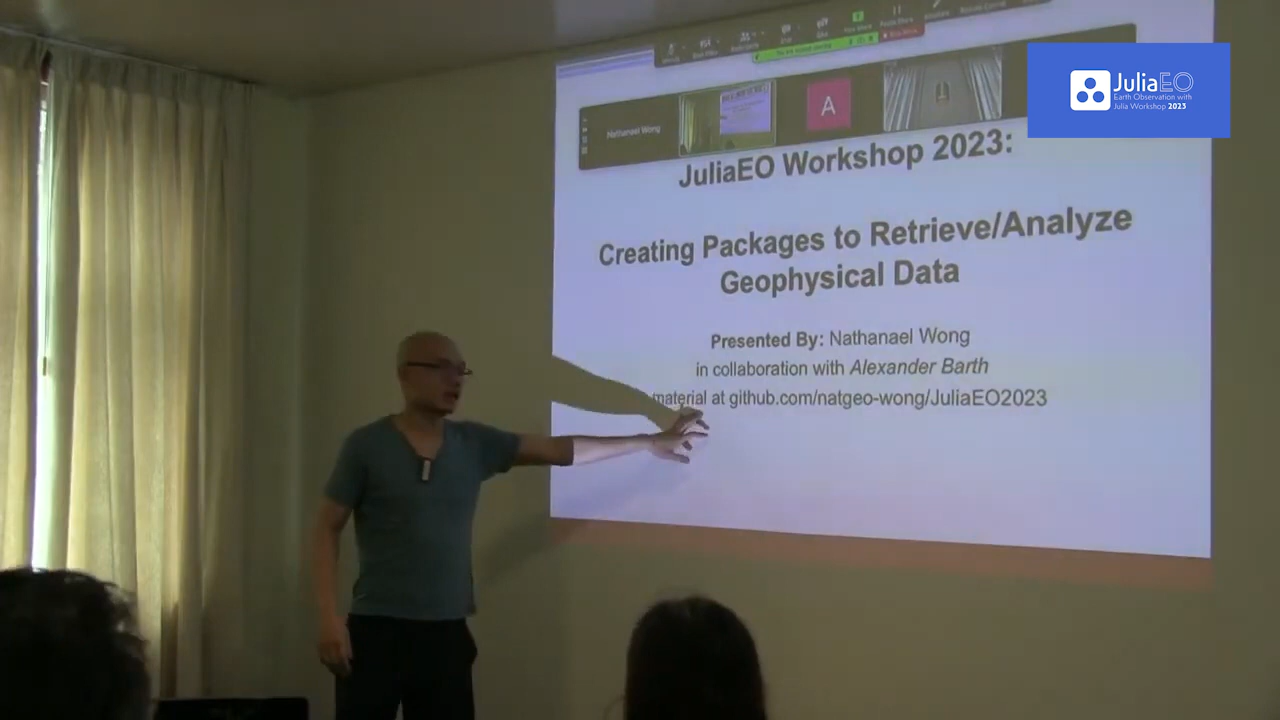 JuliaEO
Earth Observation with
Julia Workshop 2023
Nathanael Wong
A
JuliaEO Workshop 2023:
Creating Packages to Retrieve/Analyze
Geophysical Data
Presented By: Nathanael Wong
in collaboration with Alexander Barth
material at github.com/natgeo-wong/JuliaEO2023